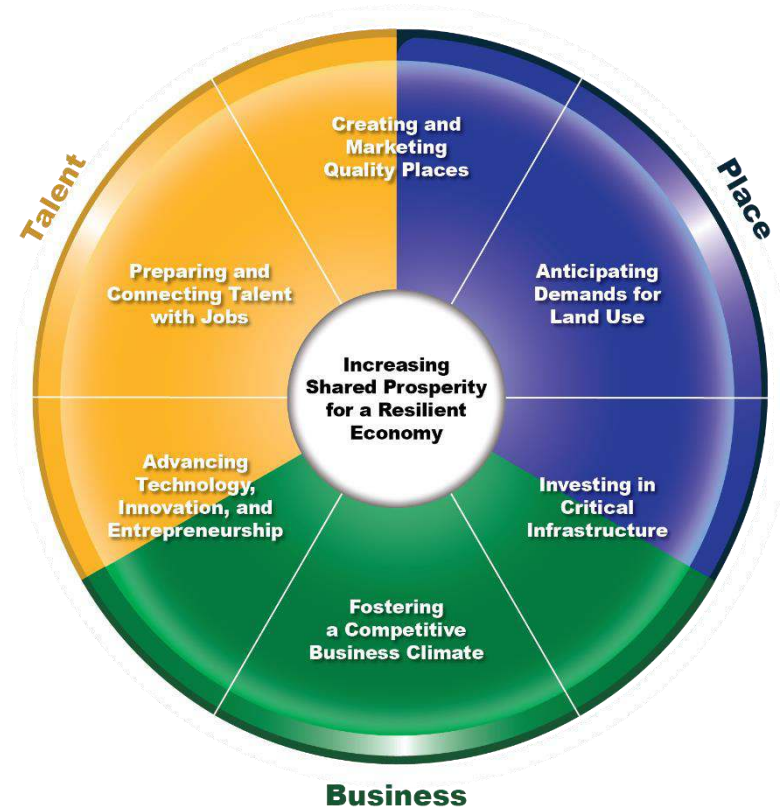 Talent
Place
Creating and
Marketing
Quality Places
Preparing and
Connecting Talent
with Jobs
Anticipating
Demands for
Land Use
Increasing
Shared Prosperity
for a Resilient
Economy
Advancing
Technology,
Innovation, and
Entrepreneurship
Investing in
Critical
Infrastructure
Fostering
a Competitive
Business Climate
Business